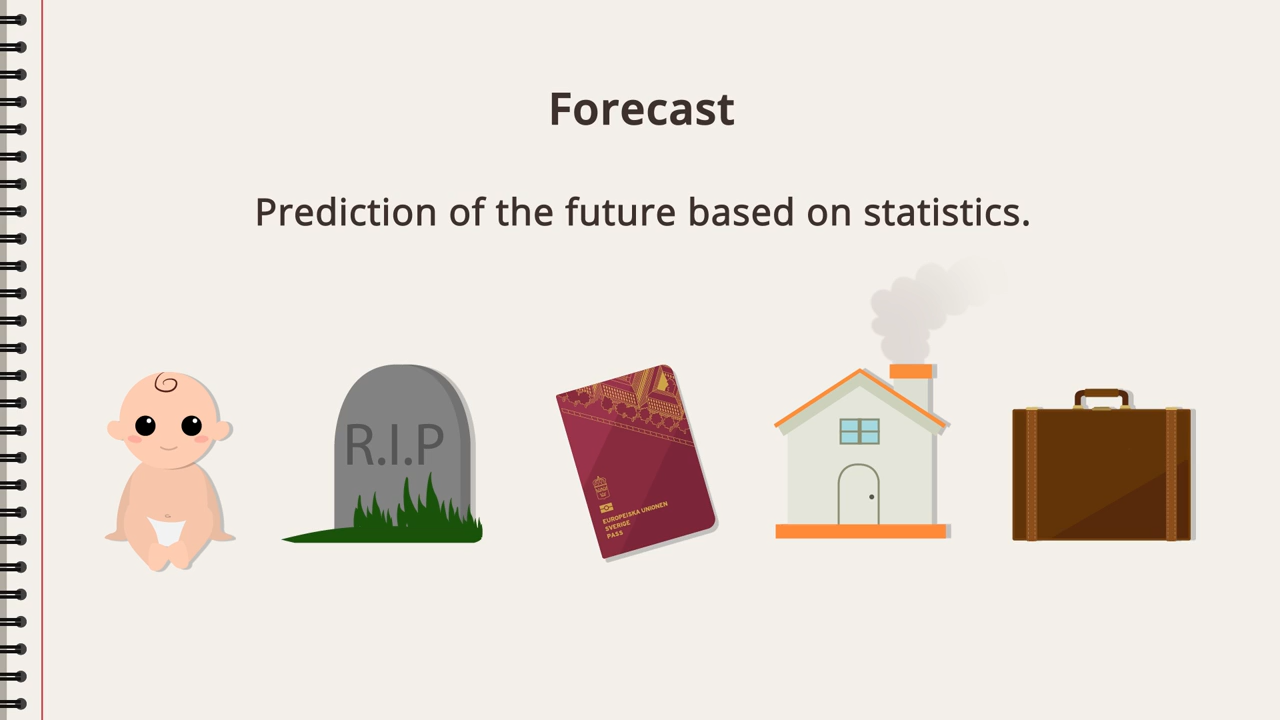 Forecast
Prediction of the future based on statistics.
R.I.P
EUROPEISKA UNIONEN
SVERIGE
PASS